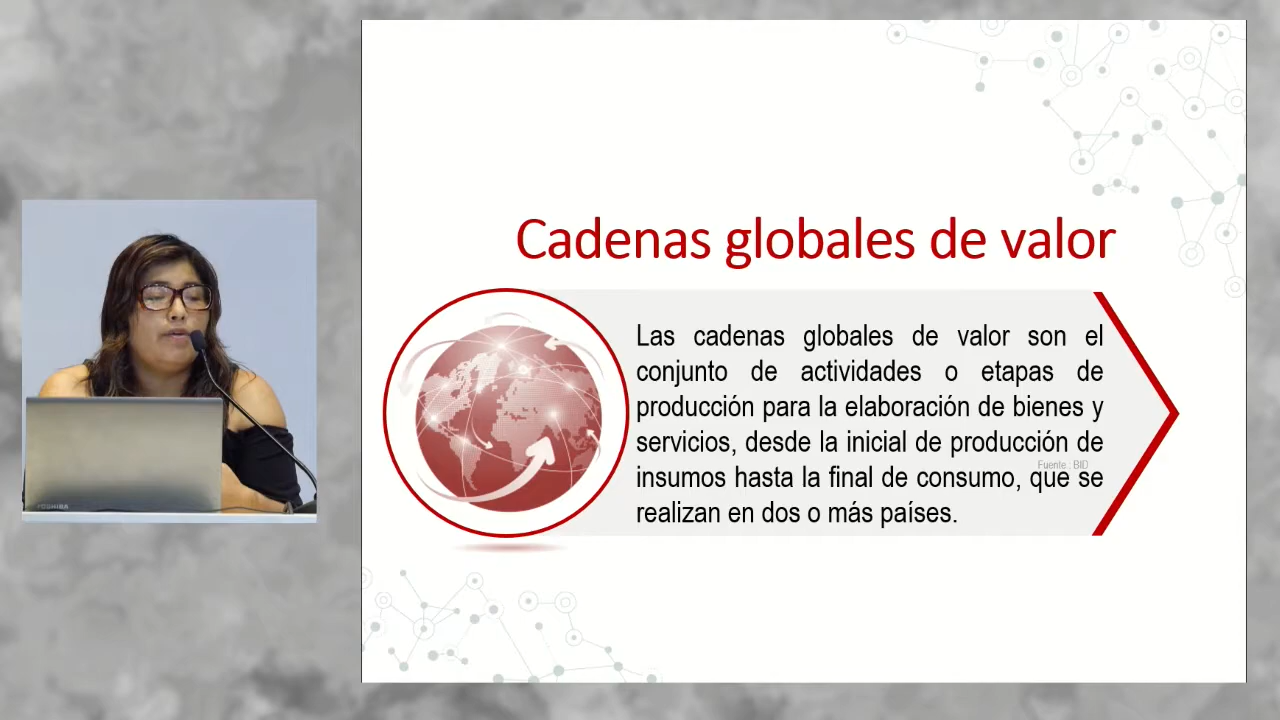 Cadenas globales de valor
Las cadenas globales de valor son el
conjunto de actividades o etapas de
producción para la elaboración de bienes y
servicios, desde la inicial de producción de
Fuente.: BID
insumos hasta la final de consumo, que se
realizan en dos o más países.
TOSHIBA